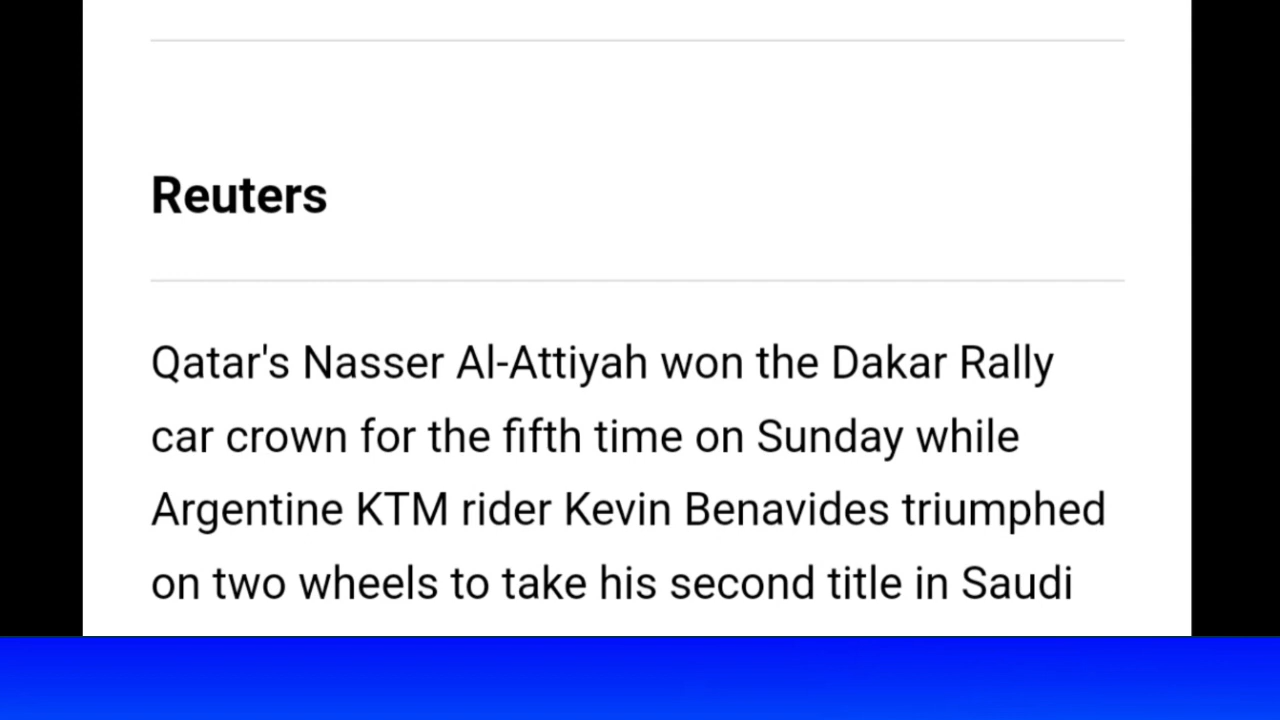 Reuters
Qatar's Nasser Al-Attiyah won the Dakar Rally
car crown for the fifth time on Sunday while
Argentine KTM rider Kevin Benavides triumphed
on two wheels to take his second title in Saudi